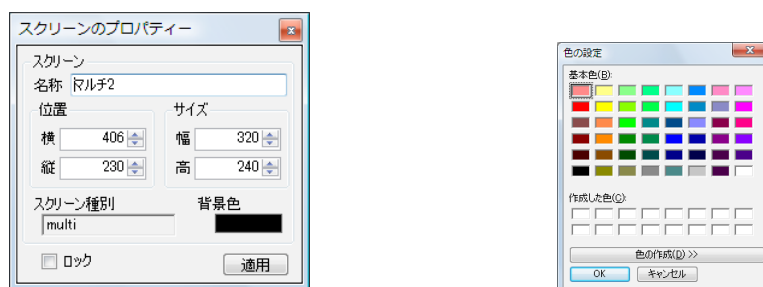 スクリーンのプロパティー
スクリーン
名称 マルチ2
位置 サイズ
横 406 幅 320
縦 230 高 240
スクリーン種別 背景色
multi
ロック 適用
色の設定
基本色(B):
作成した色(C):
色の作成(D) >>
OK キャンセル